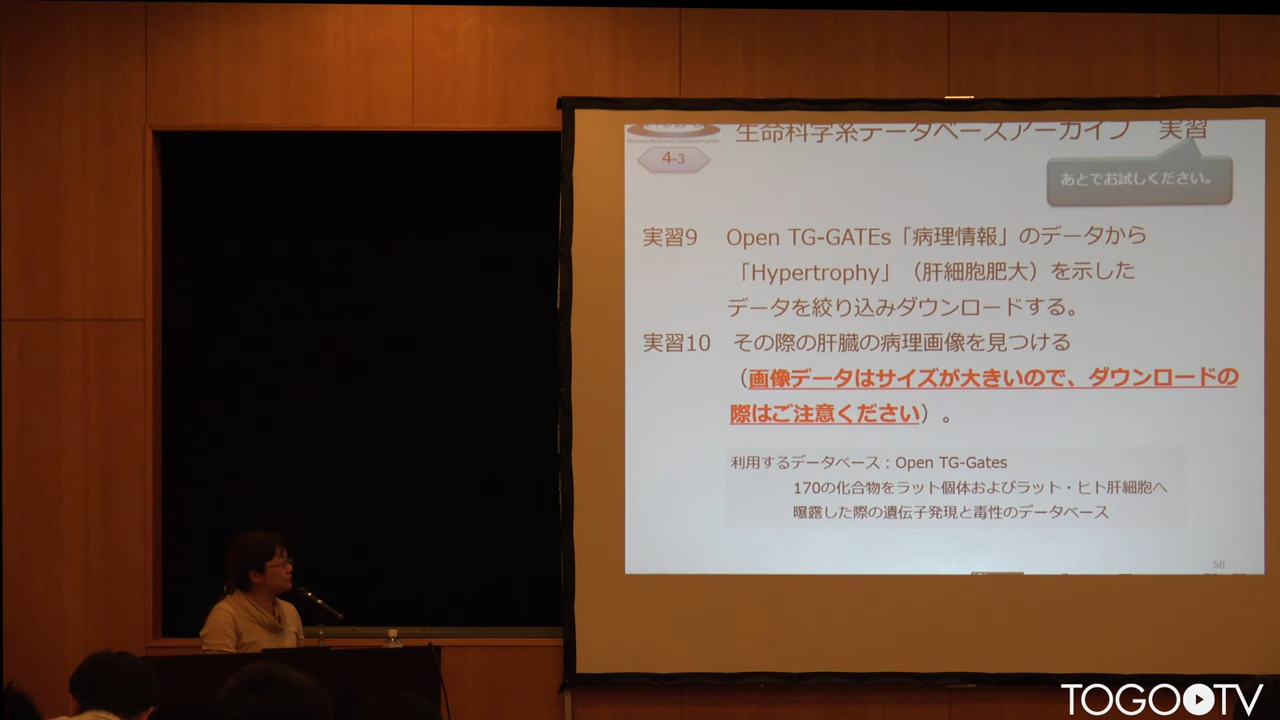 生命科学系データベースアーカイブ 実習
4-3
あとでお試しください。
実習9 Open TG-GATEs「病理情報」のデータから
「Hypertrophy」（肝細胞肥大）を示した
データを絞り込みダウンロードする。
実習10 その際の肝臓の病理画像を見つける
（画像データはサイズが大きいので、ダウンロードの
際はご注意ください）。
利用するデータベース：Open TG-Gates
170の化合物をラット個体およびラット・ヒト肝細胞へ
曝露した際の遺伝子発現と毒性のデータベース
58
TOGOTV